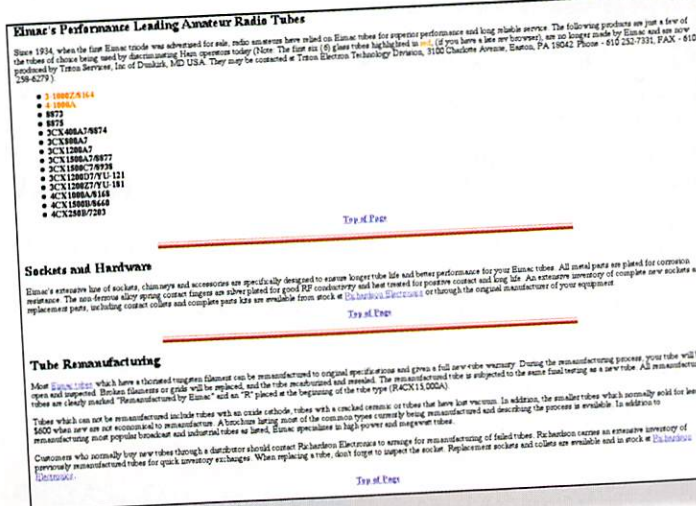 Eimac's Performance Leading Amateur Radio Tubes
Since 1934, when the first Eimac triode was advertised for sale, radio amateurs have relied on Eimac tubes for superior performance and long reliable service. The following products are just a few of
the tubes of choice being used by discriminating Ham operators today (Note. The first six (6) glass tubes highlighted in red, (if you have a late rev browser), are no longer made by Eimac and are now
produced by Triton Services, Inc of Dunkirk, MD USA. They may be contacted at Triton Electron Technology Division, 3100 Charlotte Avenue, Easton, PA 18042 Phone - 610 252-7331, FAX - 610
258-6279 ).
• 3-1000Z/8164
• 4-1000A
• 8873
• 8875
• 3CX400A7/8874
• 3CX800A7
• 3CX1200A7
• 3CX1500A7/8877
• 3CX1500C7/8938
• 3CX1200D7/YU-121
• 3CX1200Z7/YU-181
• 4CX1000A/8168
• 4CX1500B/8660
• 4CX250B/7203
Top of Page
Sockets and Hardware
Eimac's extensive line of sockets, chimneys and accessories are specifically designed to ensure longer tube life and better performance for your Eimac tubes. All metal parts are plated for corrosion
resistance. The non-ferrous alloy spring contact fingers are silver plated for good RF conductivity and heat treated for positive contact and long life. An extensive inventory of complete new sockets a
replacement parts, including contact collets and complete parts kits are available from stock at Richardson Electronics or through the original manufacturer of your equipment.
Top of Page
Tube Remanufacturing
Most Eimac tubes which have a thoriated tungsten filament can be remanufactured to original specifications and given a full new-tube warranty. During the remanufacturing process, your tube will
open and inspected. Broken filaments or grids will be replaced, and the tube recarburized and resealed. The remanufactured tube is subjected to the same final testing as a new tube. All remanufactur
tubes are clearly marked "Remanufactured by Eimac" and an "R" placed at the beginning of the tube type (R4CX15,000A).
Tubes which can not be remanufactured include tubes with an oxide cathode, tubes with a cracked ceramic or tubes that have lost vacuum. In addition, the smaller tubes which normally sold for less
$600 when new are not economical to remanufacture. A brochure listing most of the common types currently being remanufactured and describing the process is available. In addition to
remanufacturing most popular broadcast and industrial tubes as listed, Eimac specializes in high power and megawatt tubes.
Customers who normally buy new tubes through a distributor should contact Richardson Electronics to arrange for remanufacturing of failed tubes. Richardson carries an extensive inventory of
previously remanufactured tubes for quick inventory exchanges. When replacing a tube, don't forget to inspect the socket. Replacement sockets and collets are available and in stock at Richardson
Electronics.
Top of Page